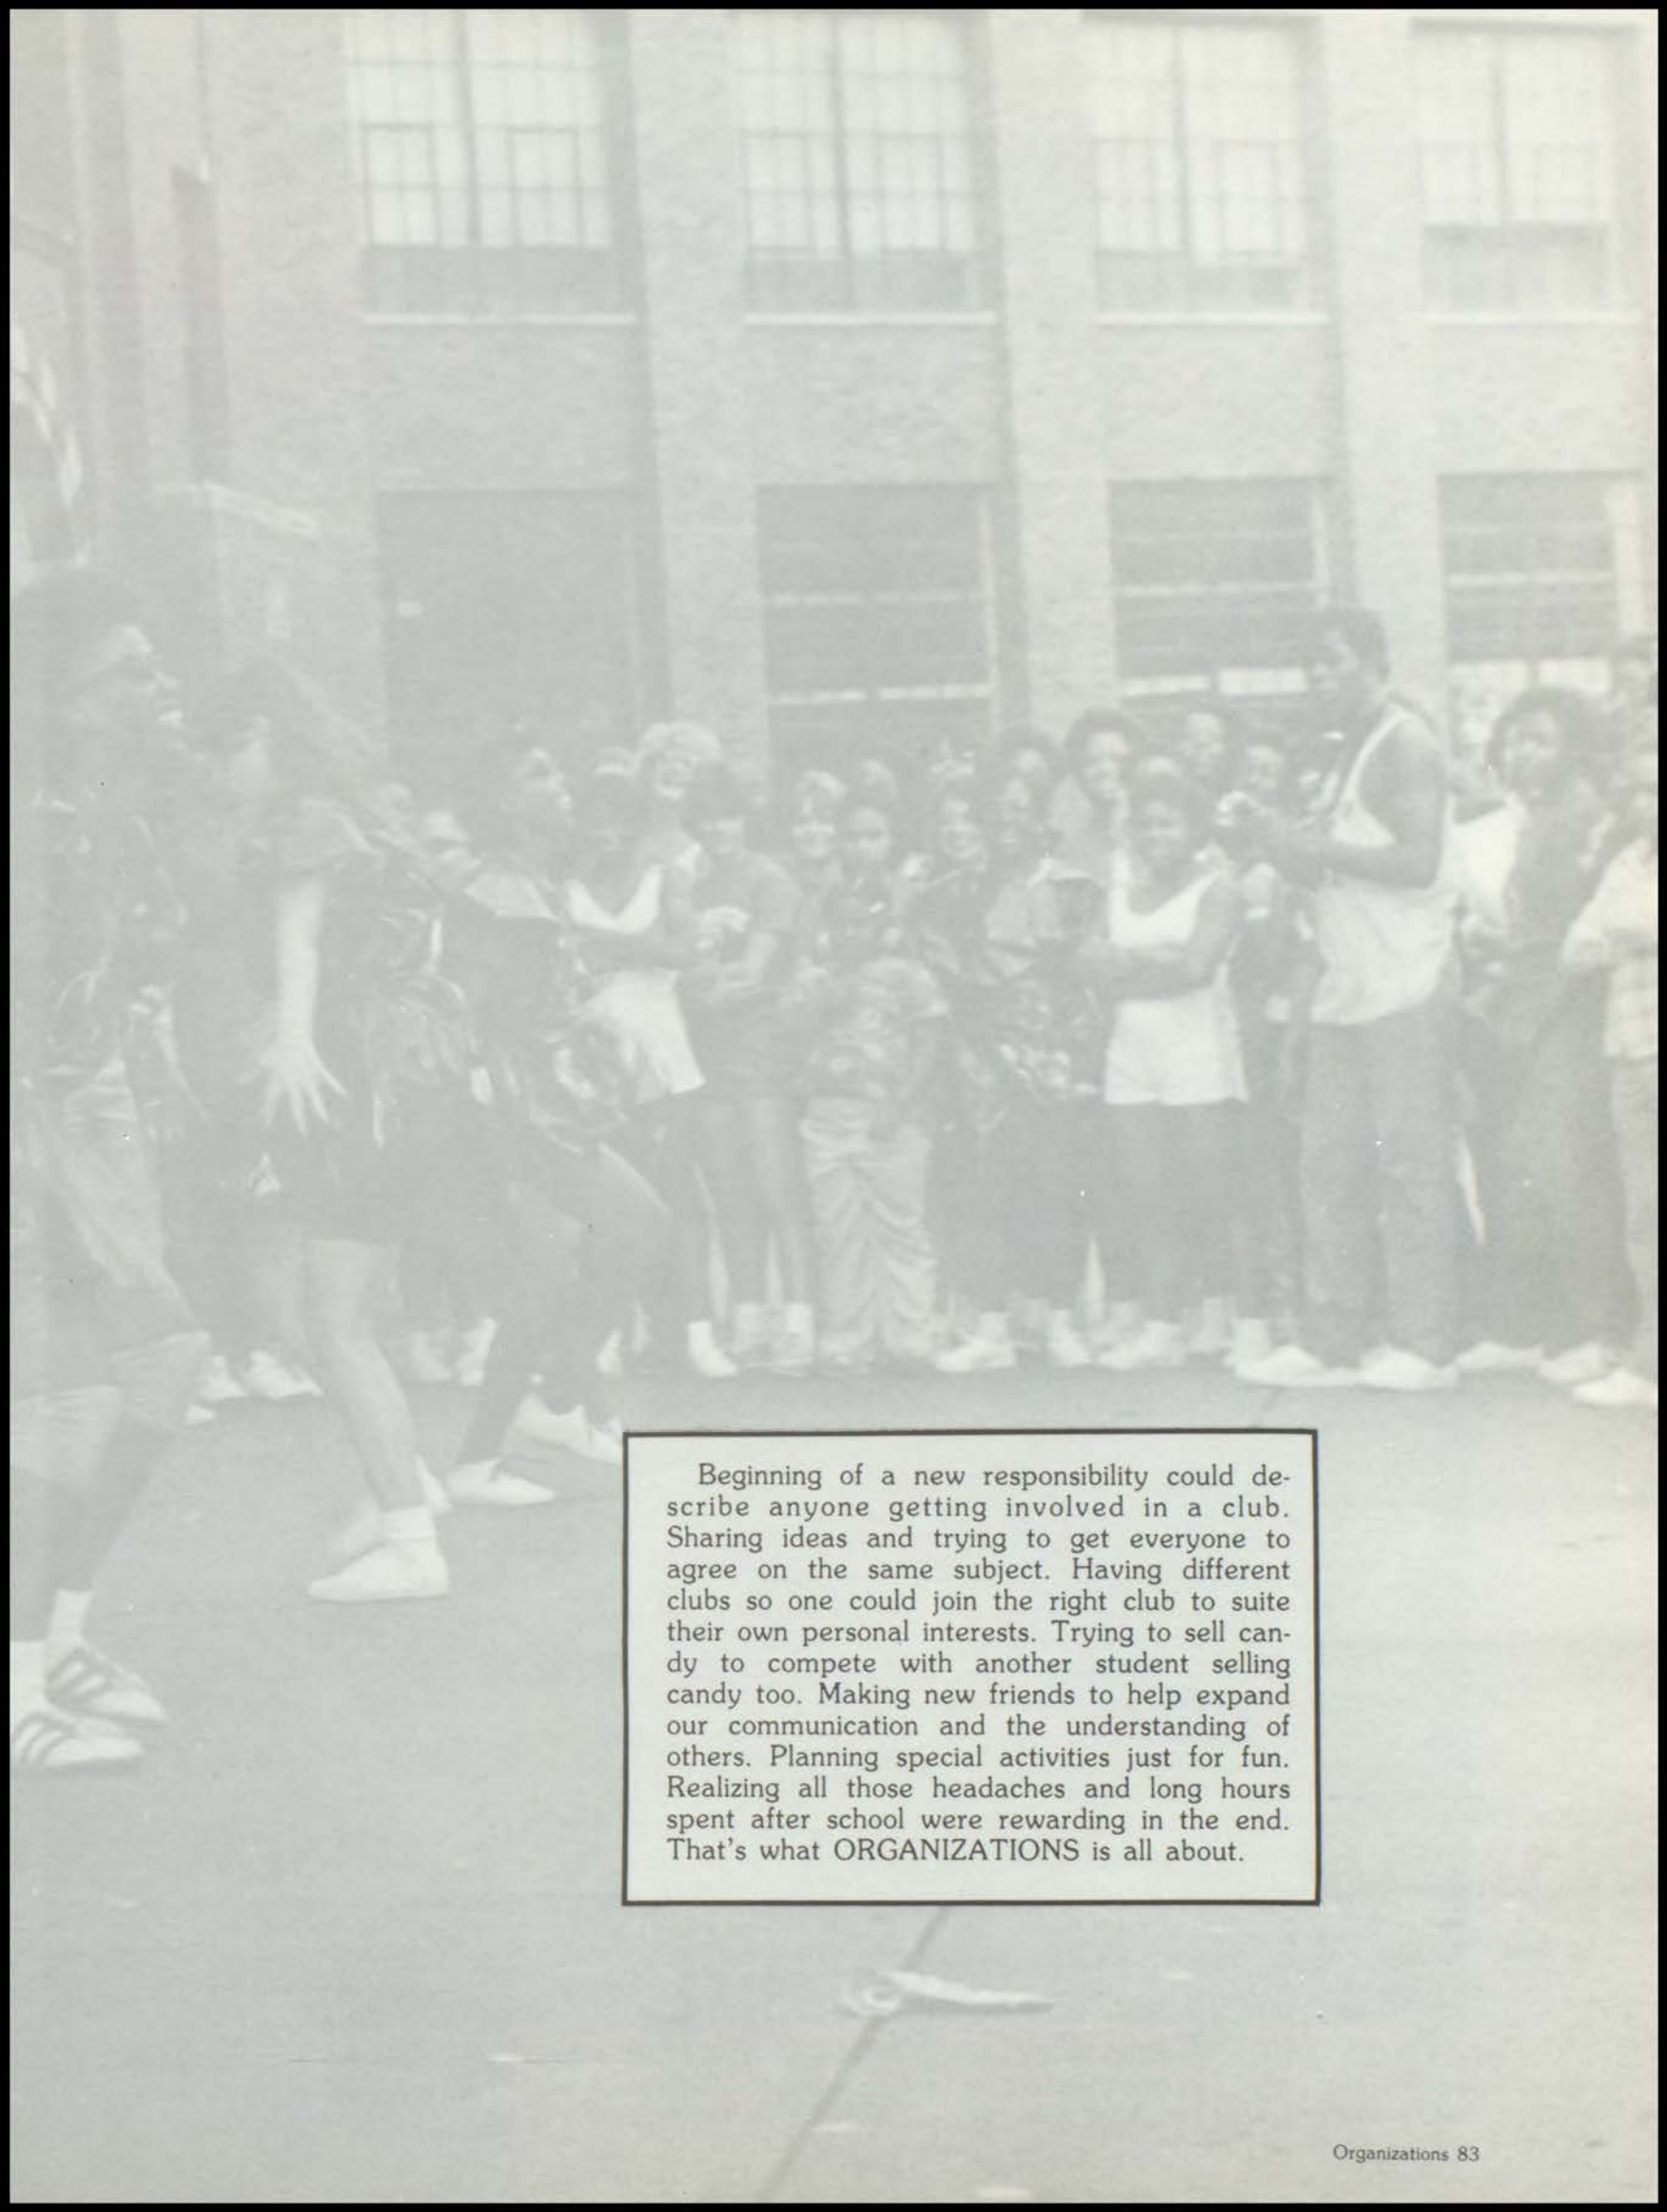 Beginning of a new responsibility could de-
scribe anyone getting involved in a club.
Sharing ideas and trying to get everyone to
agree on the same subject. Having different
clubs so one could join the right club to suite
their own personal interests. Trying to sell can-
dy to compete with another student selling
candy too. Making new friends to help expand
our communication and the understanding of
others. Planning special activities just for fun.
Realizing all those headaches and long hours
spent after school were rewarding in the end.
That's what ORGANIZATIONS is all about.
Organizations 83